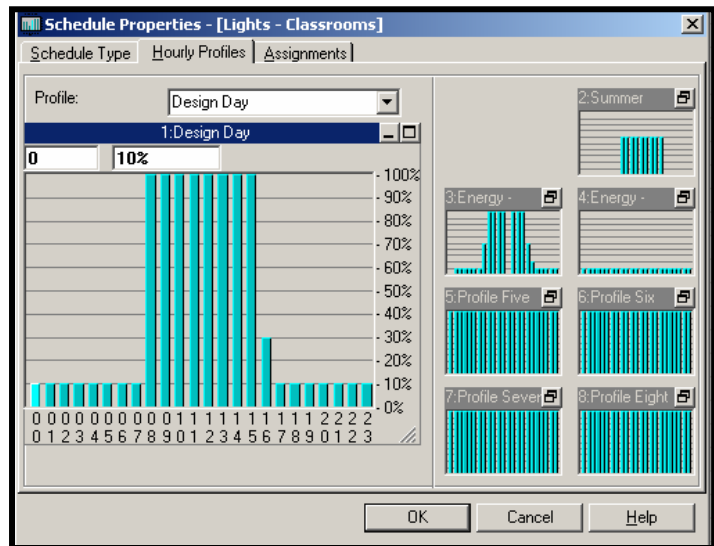 Schedule Properties - [Lights - Classrooms]
Schedule Type Hourly Profiles Assignments
Profile: Design Day
1:Design Day
0 10%
100%
90%
80%
70%
60%
50%
40%
30%
20%
10%
0%
0 0 0 0 0 0 0 0 0 0 1 1 1 1 1 1 1 1 1 1 2 2 2 2
0 1 2 3 4 5 6 7 8 9 0 1 2 3 4 5 6 7 8 9 0 1 2 3
2:Summer
3:Energy - 4:Energy -
5:Profile Five 6:Profile Six
7:Profile Sever 8:Profile Eight
OK Cancel Help